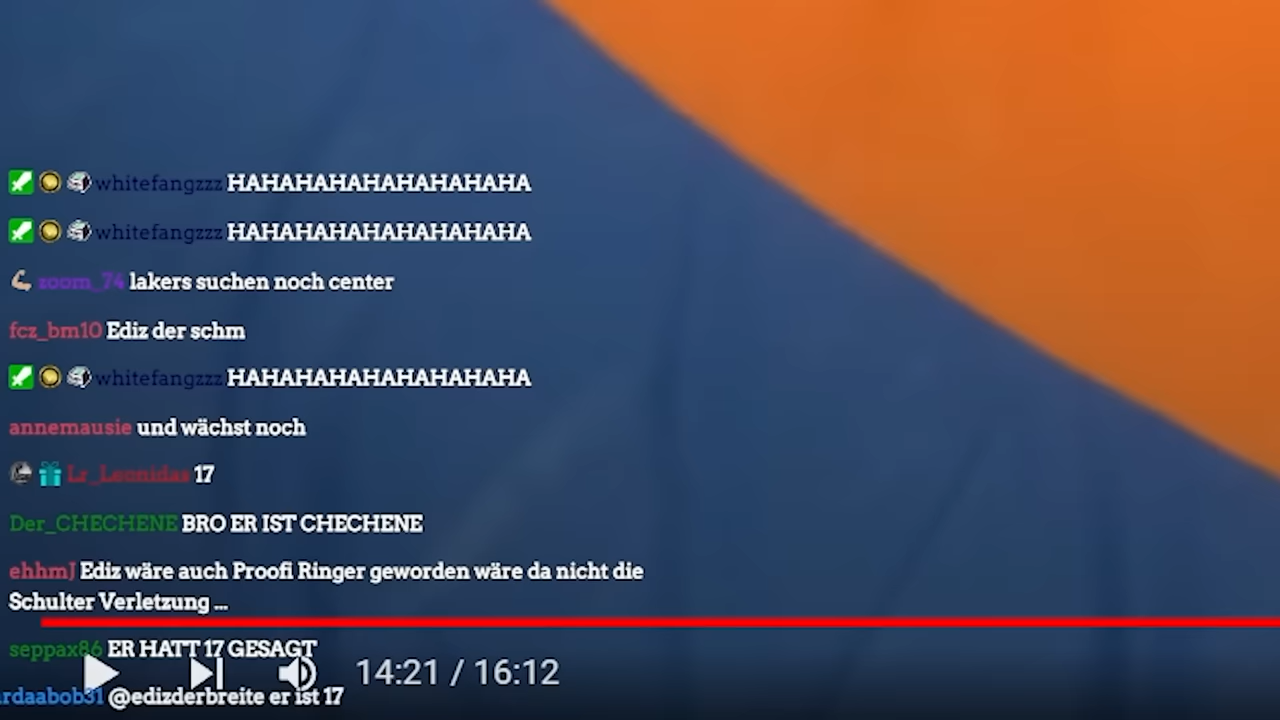 whitefangzzz HAHAHAHAHAHAHAHAHA
whitefangzzz HAHAHAHAHAHAHAHAHA
zoom_74 lakers suchen noch center
fcz_bm10 Ediz der schm
whitefangzzz HAHAHAHAHAHAHAHAHA
annemausie und wächst noch
Lr_Leonidas 17
Der_CHECHENE BRO ER IST CHECHENE
ehhmJ Ediz wäre auch Proofi Ringer geworden wäre da nicht die
Schulter Verletzung ...
seppax86 ER HATT 17 GESAGT
14:21 / 16:12
rdaabob31 @edizderbreite er ist 17